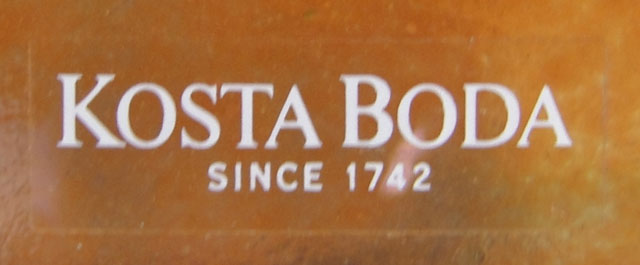 KOSTA BODA
SINCE 1742